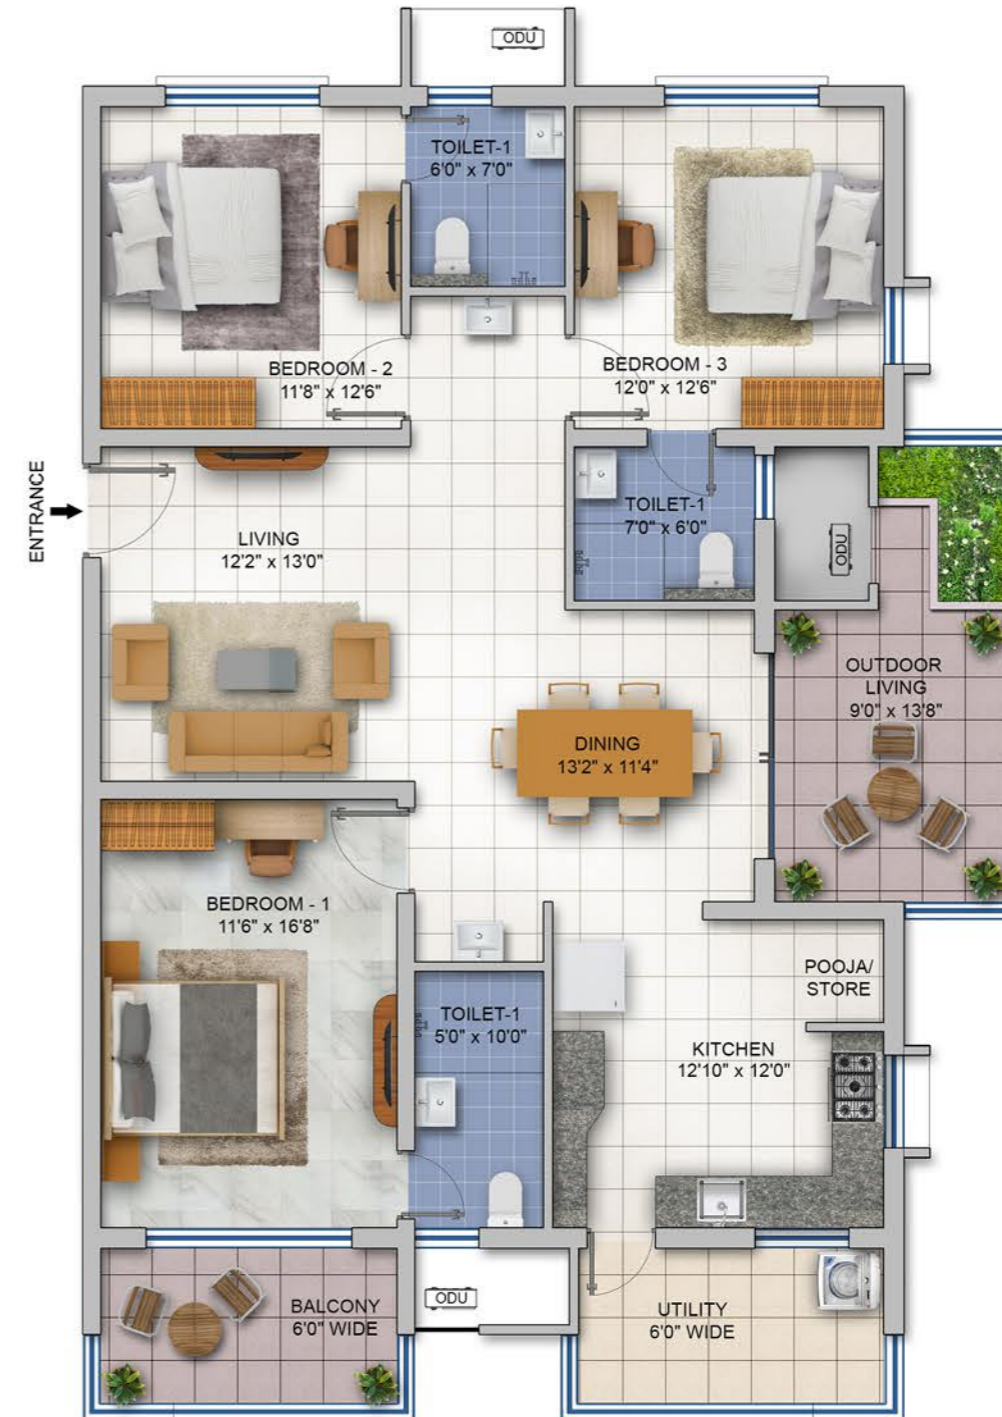 ODU
TOILET-1
6'0" x 7'0"
BEDROOM - 2
11'8" x 12'6"
BEDROOM - 3
12'0" x 12'6"
ENTRANCE
LIVING
12'2" x 13'0"
TOILET-1
7'0" x 6'0"
ODU
OUTDOOR
LIVING
9'0" x 13'8"
DINING
13'2" x 11'4"
BEDROOM - 1
11'6" x 16'8"
POOJA/
STORE
TOILET-1
5'0" x 10'0"
KITCHEN
12'10" x 12'0"
BALCONY
6'0" WIDE
ODU
UTILITY
6'0" WIDE